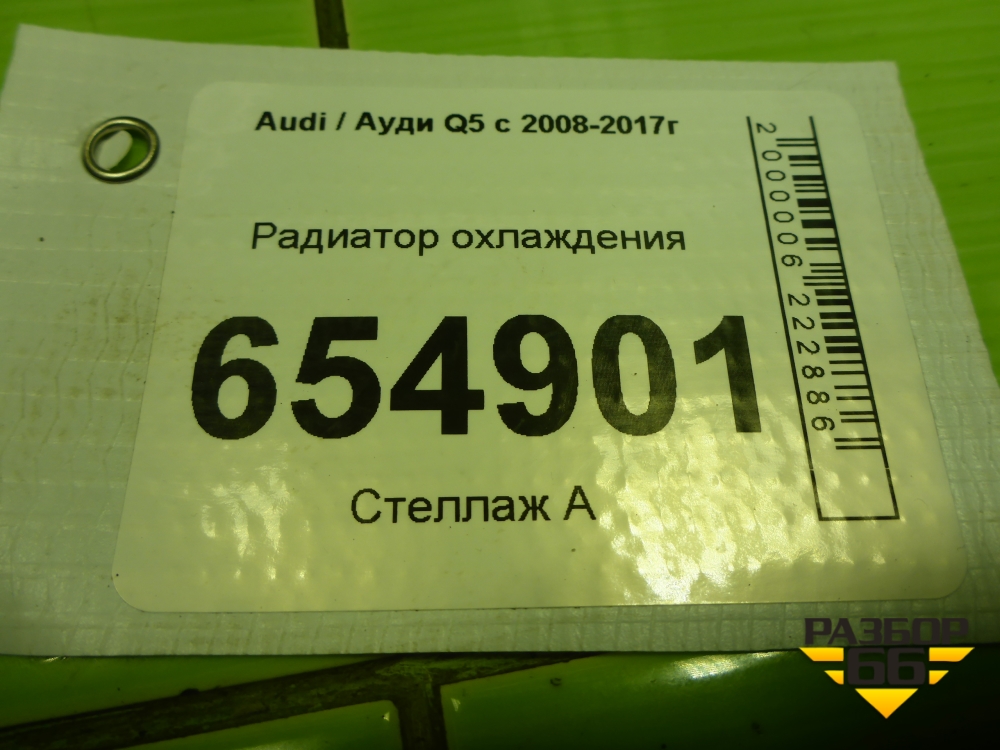 Audi / Ауди Q5 с 2008-2017г
Радиатор охлаждения
654901
Стеллаж А
2000006222886
РАЗБОР
66